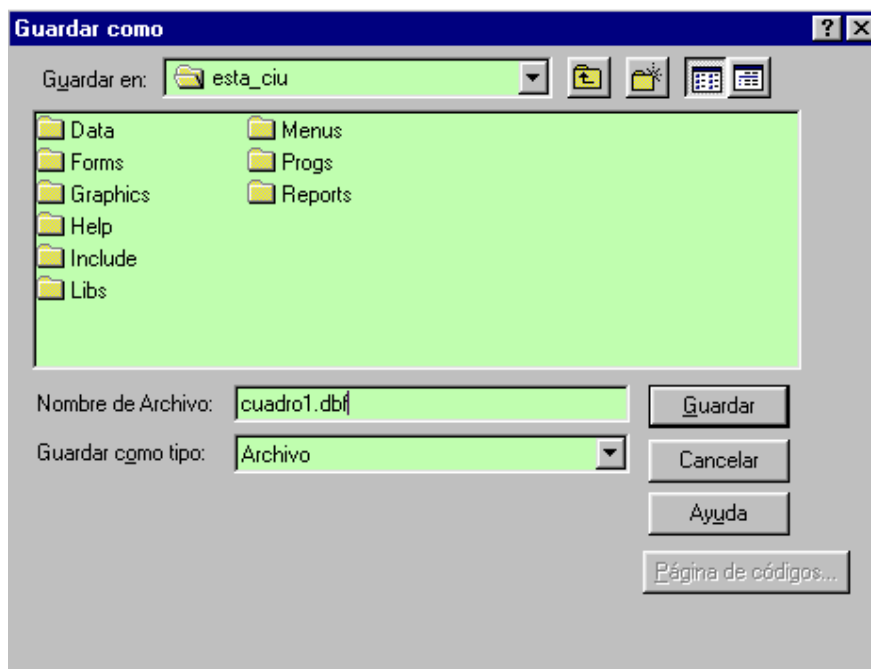 Guardar como
Guardar en: esta_ciu
Data Menus
Forms Progs
Graphics Reports
Help
Include
Libs
Nombre de Archivo: cuadro1.dbf Guardar
Guardar como tipo: Archivo Cancelar
Ayuda
Página de códigos...